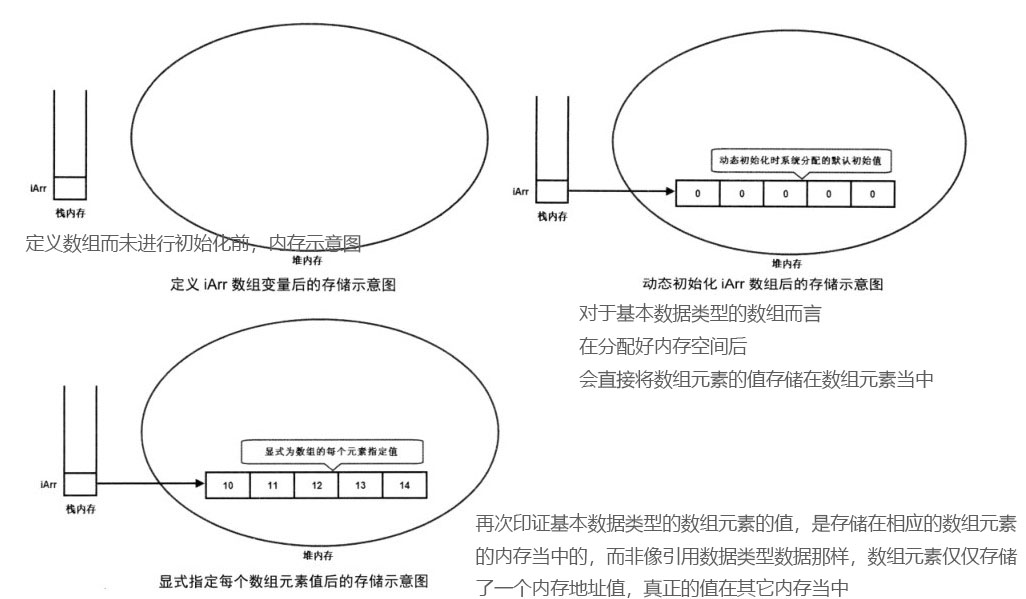 iArr
栈内存
定义数组而未进行初始化前，内存示意图
堆内存
定义 iArr 数组变量后的存储示意图
动态初始化时系统分配的默认初始值
iArr
0 0 0 0 0
栈内存
堆内存
动态初始化 iArr 数组后的存储示意图
对于基本数据类型的数组而言
在分配好内存空间后
会直接将数组元素的值存储在数组元素当中
显式为数组的每个元素指定值
iArr
10 11 12 13 14
栈内存
堆内存
显式指定每个数组元素值后的存储示意图
再次印证基本数据类型的数组元素的值，是存储在相应的数组元素
的内存当中的，而非像引用数据类型数据那样，数组元素仅仅存储
了一个内存地址值，真正的值在其它内存当中